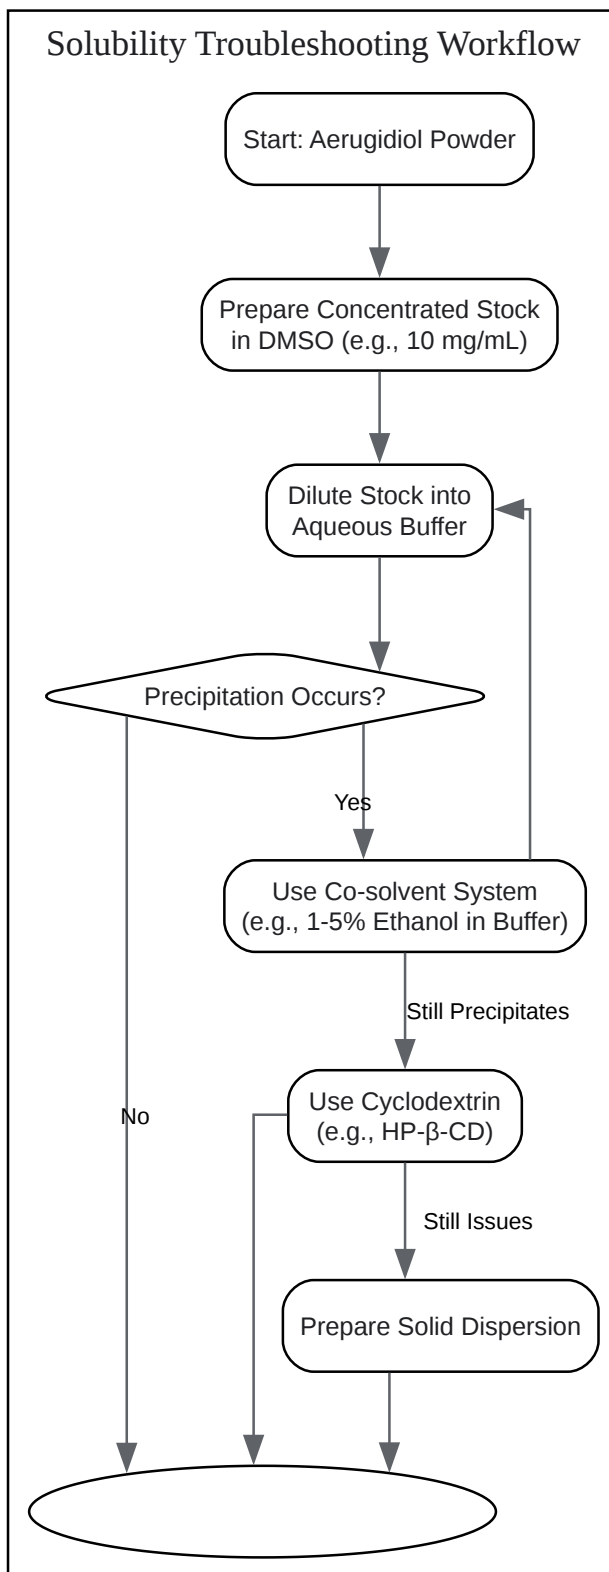 Solubility Troubleshooting Workflow
Start: Aerugidiol Powder
Prepare Concentrated Stock
in DMSO (e.g., 10 mg/mL)
Dilute Stock into
Aqueous Buffer
Precipitation Occurs?
Yes
Use Co-solvent System
(e.g., 1-5% Ethanol in Buffer)
Still Precipitates
No
Use Cyclodextrin
(e.g., HP-β-CD)
Still Issues
Prepare Solid Dispersion